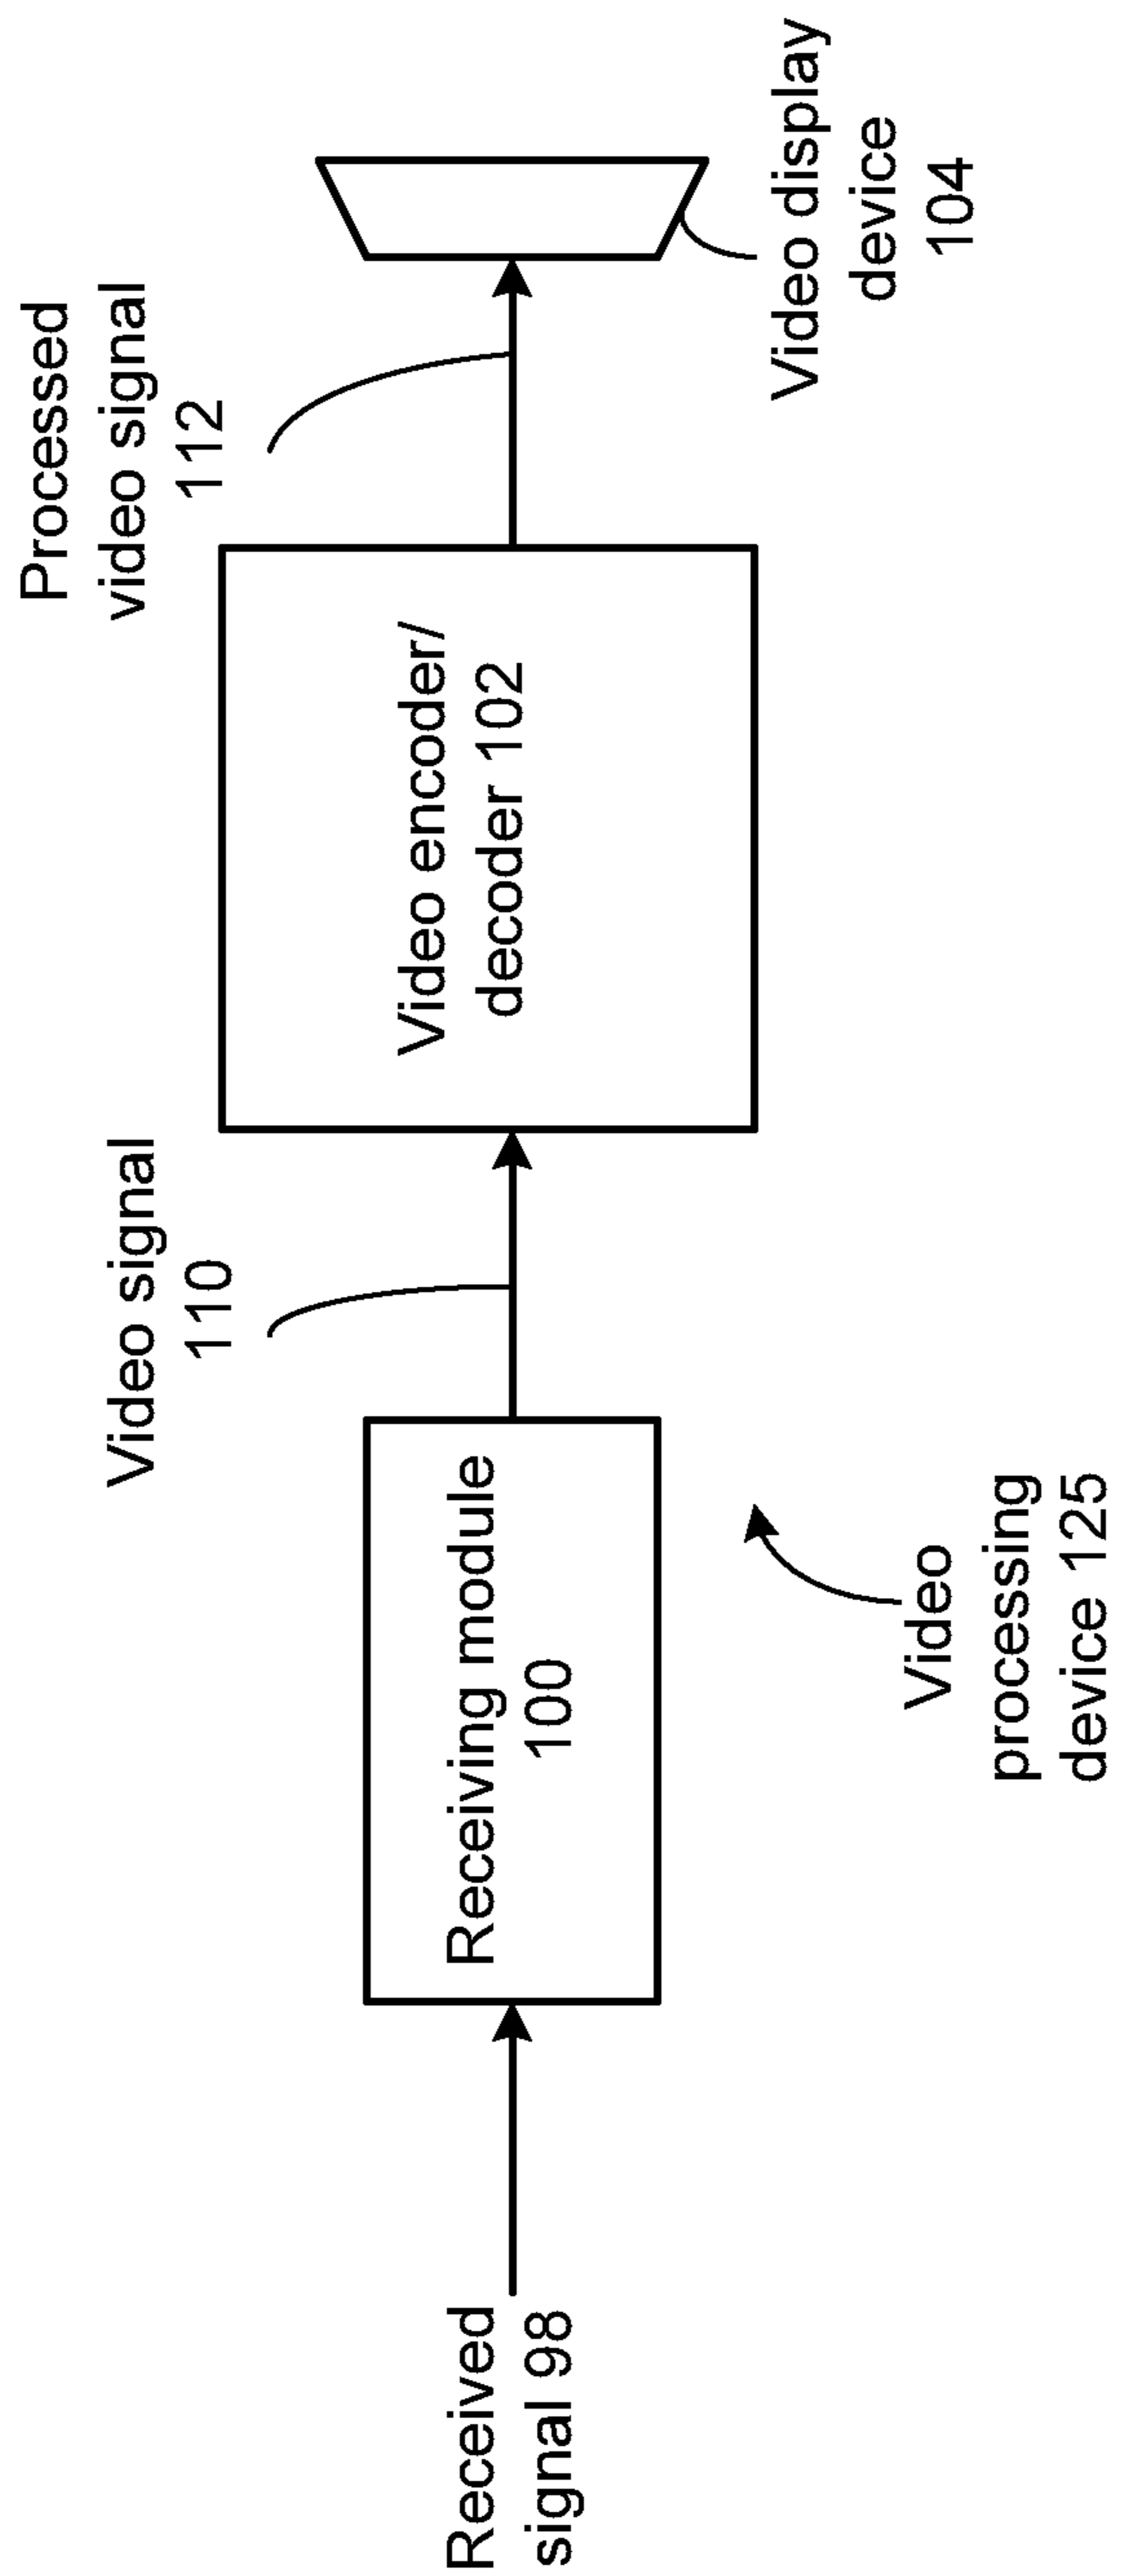 Received
signal 98
Receiving module
100
Video signal
110
Video
processing
device 125
Video encoder/
decoder 102
Processed
video signal
112
Video display
device
104